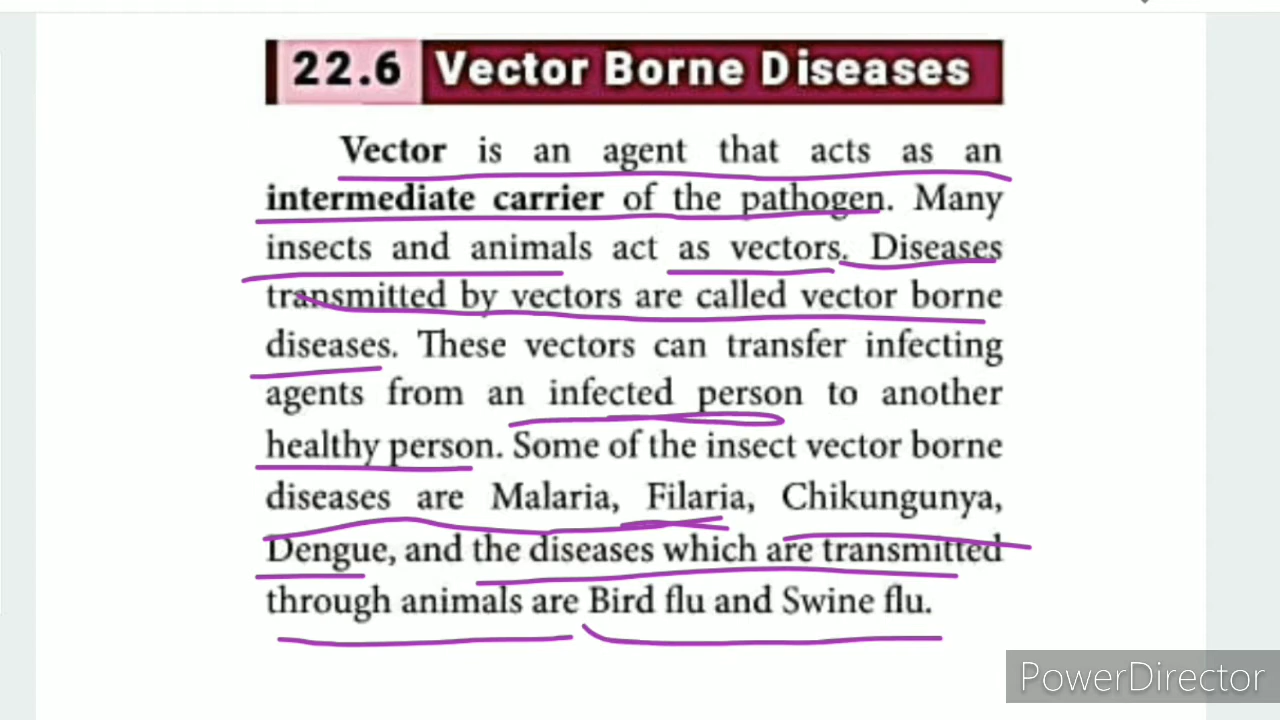 22.6 Vector Borne Diseases
Vector is an agent that acts as an
intermediate carrier of the pathogen. Many
insects and animals act as vectors. Diseases
transmitted by vectors are called vector borne
diseases. These vectors can transfer infecting
agents from an infected person to another
healthy person. Some of the insect vector borne
diseases are Malaria, Filaria, Chikungunya,
Dengue, and the diseases which are transmitted
through animals are Bird flu and Swine flu.
PowerDirector